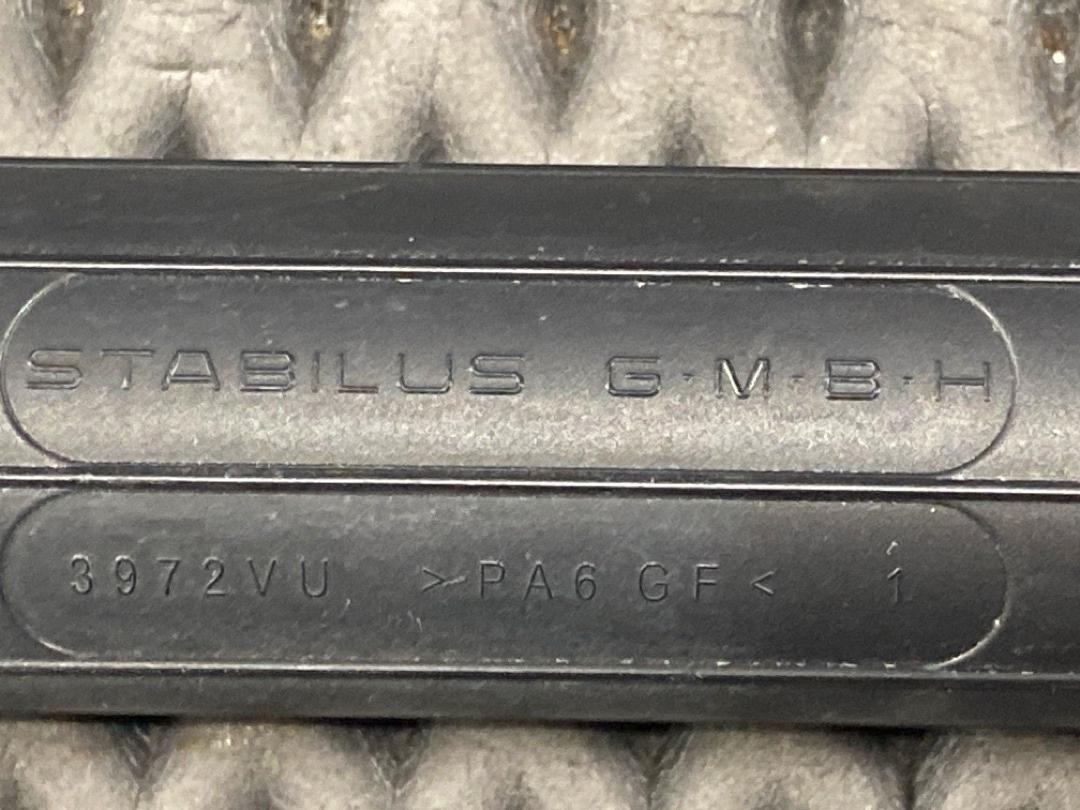 STABILUS G·M·B·H
3972VU >PA6 GF< 1